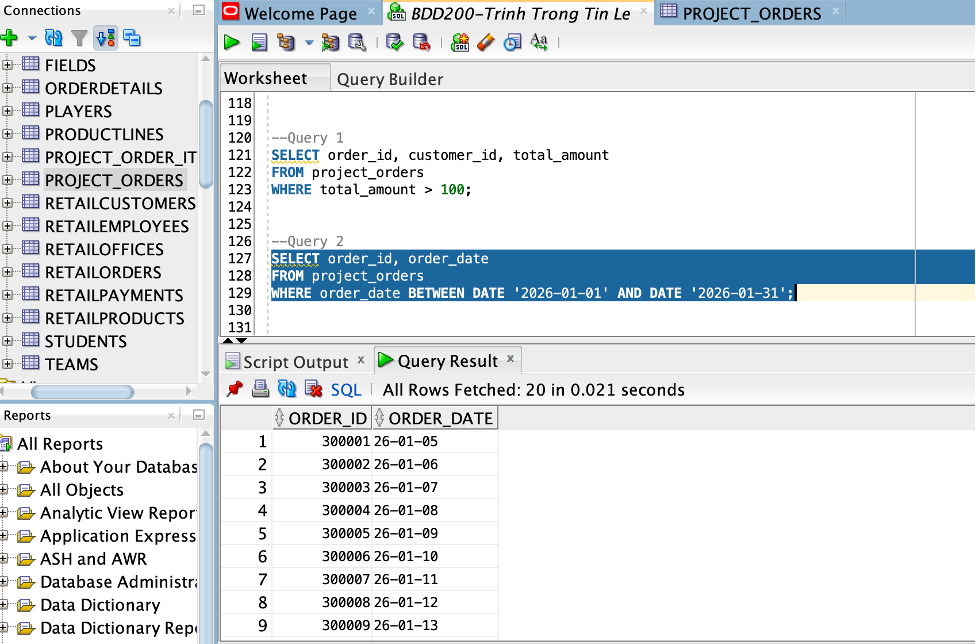 Connections
Welcome Page
BDD200-Trinh Trong Tin Le
PROJECT_ORDERS
FIELDS
ORDERDETAILS
PLAYERS
PRODUCTLINES
PROJECT_ORDER_IT
PROJECT_ORDERS
RETAILCUSTOMERS
RETAILEMPLOYEES
RETAILOFFICES
RETAILORDERS
RETAILPAYMENTS
RETAILPRODUCTS
STUDENTS
TEAMS
Reports
All Reports
About Your Databas
All Objects
Analytic View Repor
Application Express
ASH and AWR
Database Administra
Data Dictionary
Data Dictionary Rep
Worksheet Query Builder
118
119
120 --Query 1
121 SELECT order_id, customer_id, total_amount
122 FROM project_orders
123 WHERE total_amount > 100;
124
125
126 --Query 2
127 SELECT order_id, order_date
128 FROM project_orders
129 WHERE order_date BETWEEN DATE '2026-01-01' AND DATE '2026-01-31';
130
131
Script Output Query Result
SQL All Rows Fetched: 20 in 0.021 seconds
ORDER_ID ORDER_DATE
1 300001 26-01-05
2 300002 26-01-06
3 300003 26-01-07
4 300004 26-01-08
5 300005 26-01-09
6 300006 26-01-10
7 300007 26-01-11
8 300008 26-01-12
9 300009 26-01-13